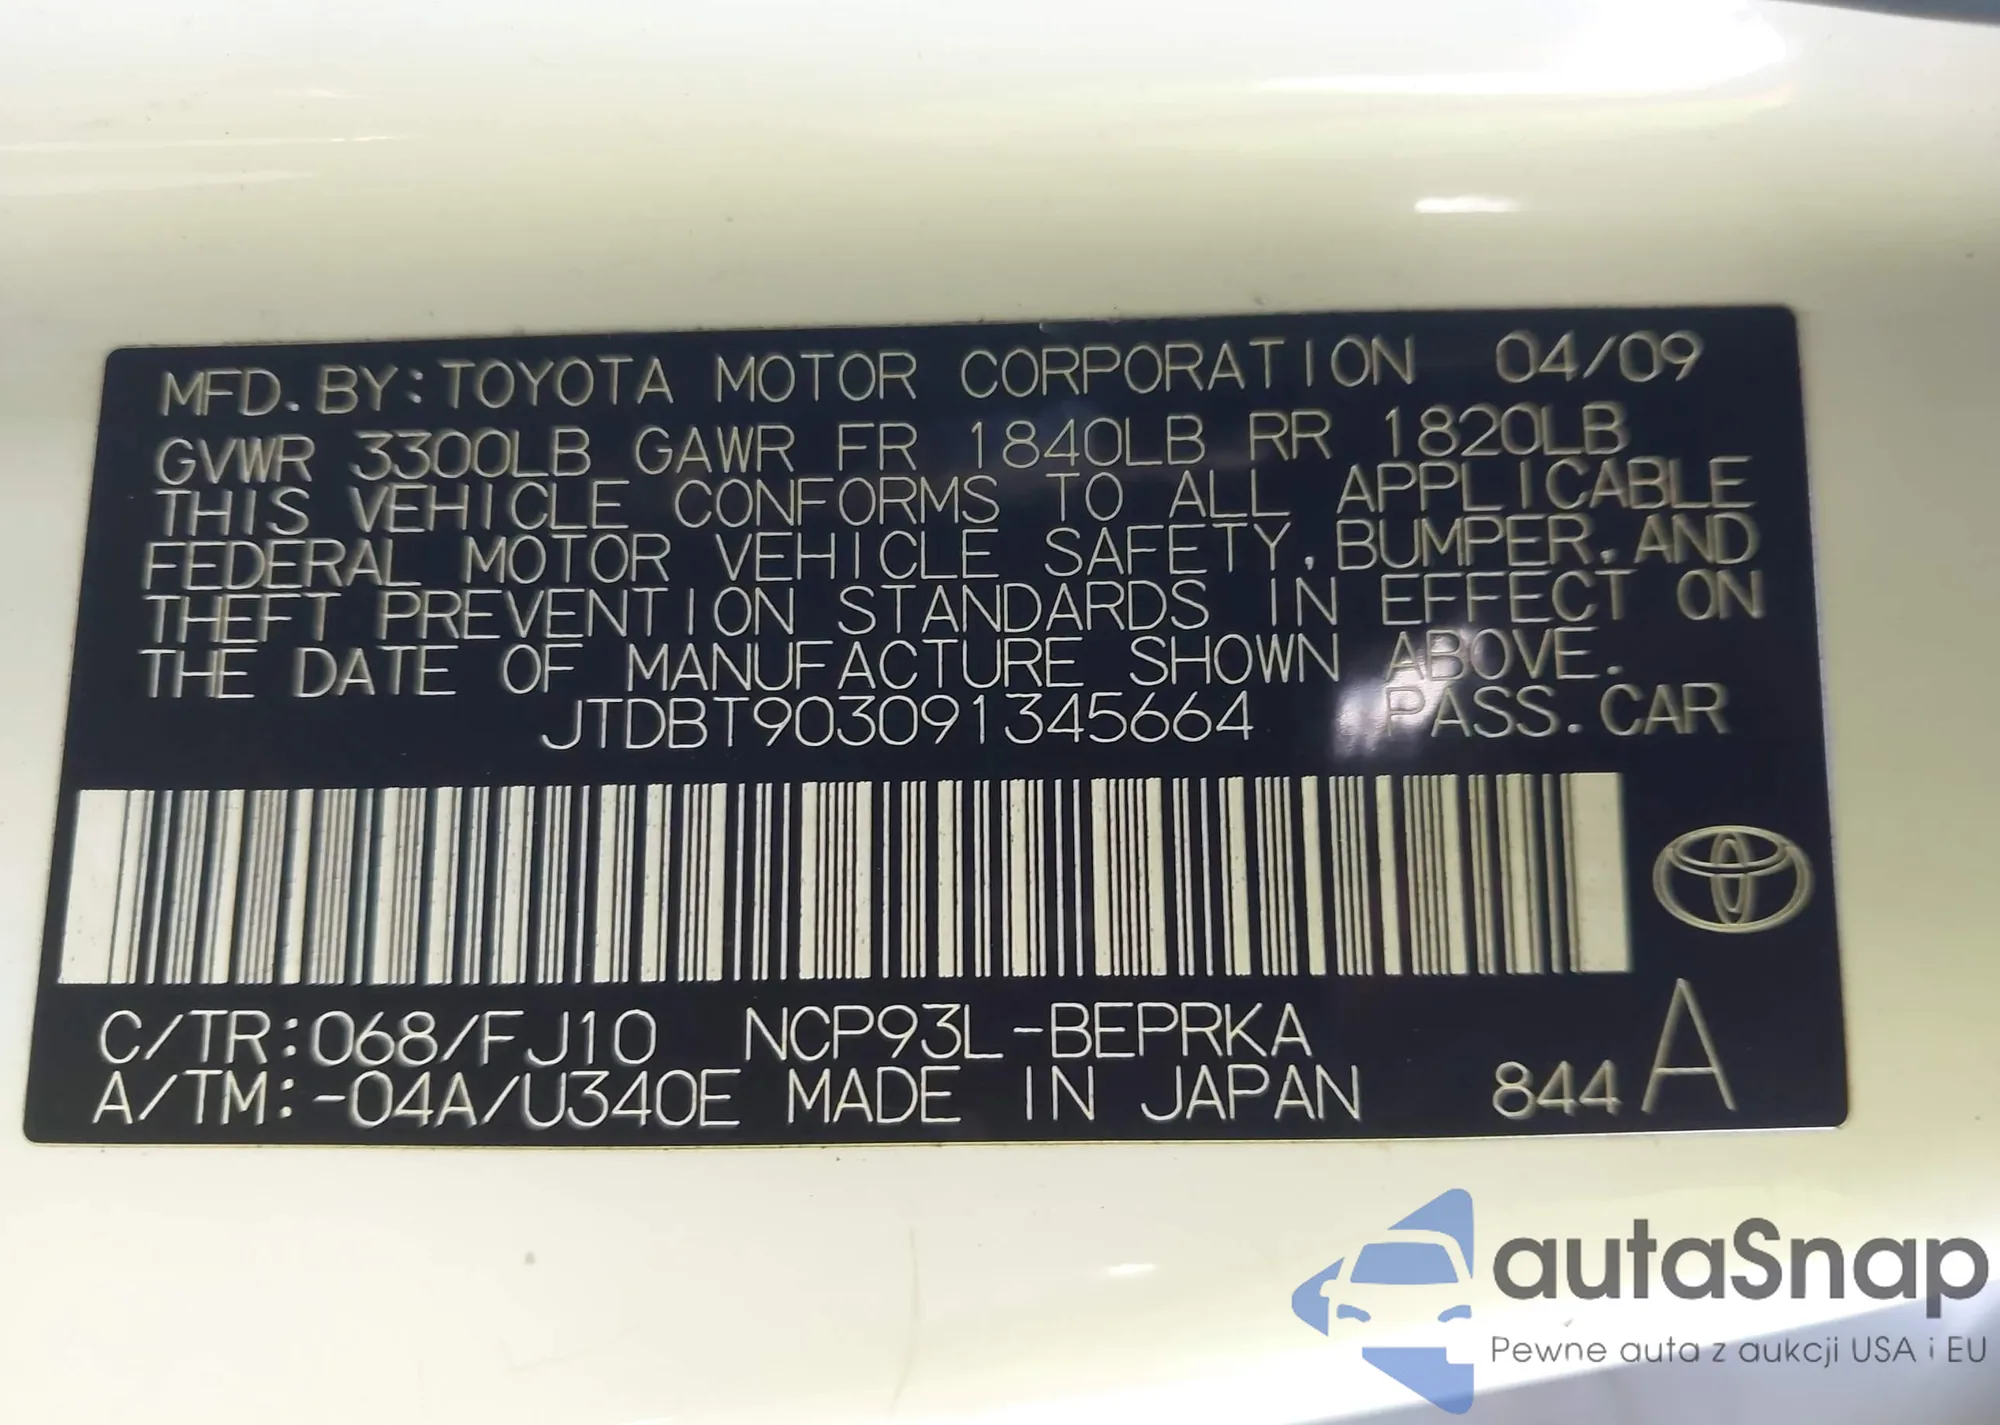 MFD. BY: TOYOTA MOTOR CORPORATION 04/09
GVWR 3300LB GAWR FR 1840LB RR 1820LB
THIS VEHICLE CONFORMS TO ALL APPLICABLE
FEDERAL MOTOR VEHICLE SAFETY, BUMPER, AND
THEFT PREVENTION STANDARDS IN EFFECT ON
THE DATE OF MANUFACTURE SHOWN ABOVE.
JTDBT903091345664 PASS. CAR
C/TR: 068/FJ10 NCP93L-BEPRKA
A/TM: -04A/U340E MADE IN JAPAN 844 A
autaSnap
Pewne auta z aukcji USA i EU